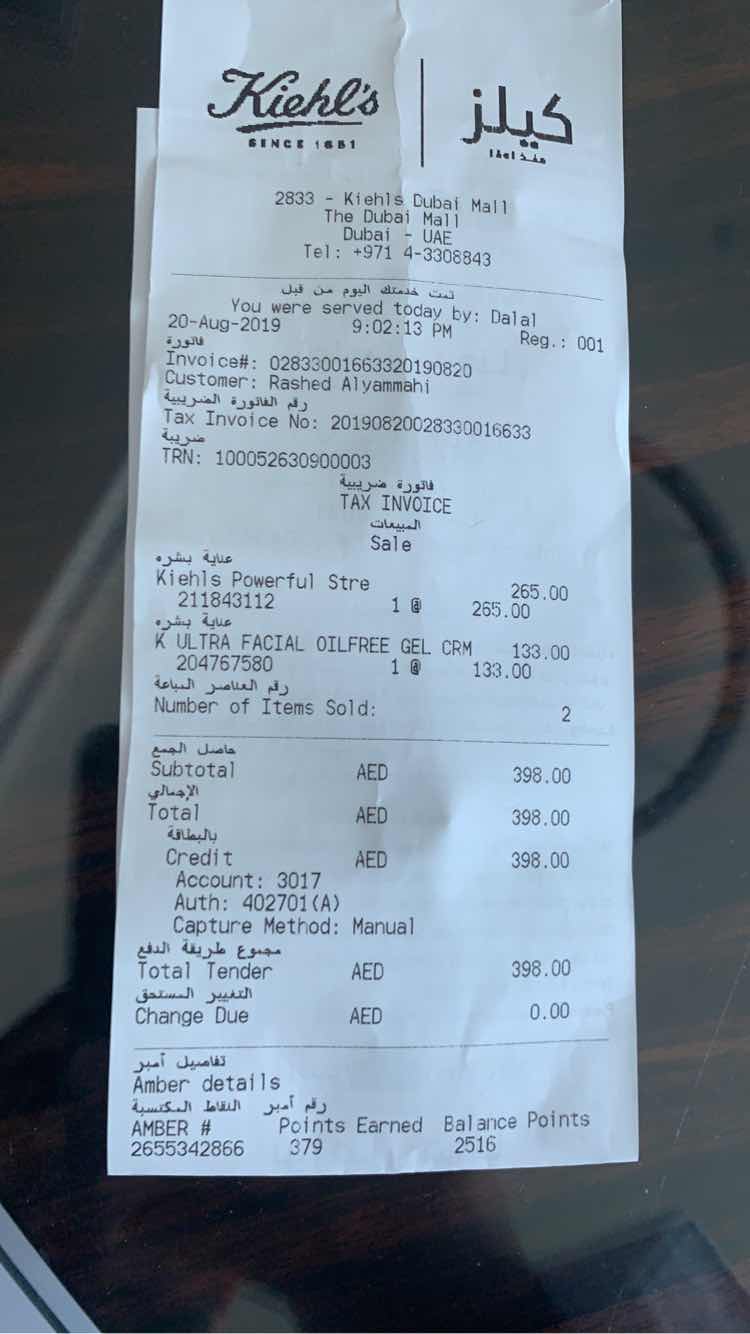 Kiehl's
SINCE 1851
كيلز
منذ ١٨٥١
2833 - Kiehls Dubai Mall
The Dubai Mall
Dubai - UAE
Tel: +971 4-3308843
تمت خدمتك اليوم من قبل
You were served today by: Dalal
20-Aug-2019 9:02:13 PM Reg.: 001
فاتورة
Invoice#: 02833001663320190820
Customer: Rashed Alyammahi
رقم الفاتورة الضريبية
Tax Invoice No: 20190820028330016633
ضريبة
TRN: 100052630900003
فاتورة ضريبية
TAX INVOICE
المبيعات
Sale
عناية بشره
Kiehls Powerful Stre 265.00
211843112 1 @ 265.00
عناية بشره
K ULTRA FACIAL OILFREE GEL CRM 133.00
204767580 1 @ 133.00
رقم العناصر المباعة
Number of Items Sold: 2
حاصل الجمع
Subtotal AED 398.00
الإجمالي
Total AED 398.00
بالبطاقة
Credit AED 398.00
Account: 3017
Auth: 402701(A)
Capture Method: Manual
مجموع طريقة الدفع
Total Tender AED 398.00
التغيير المستحق
Change Due AED 0.00
تفاصيل أمبر
Amber details
رقم أمبر النقاط المكتسبة
AMBER # Points Earned Balance Points
2655342866 379 2516